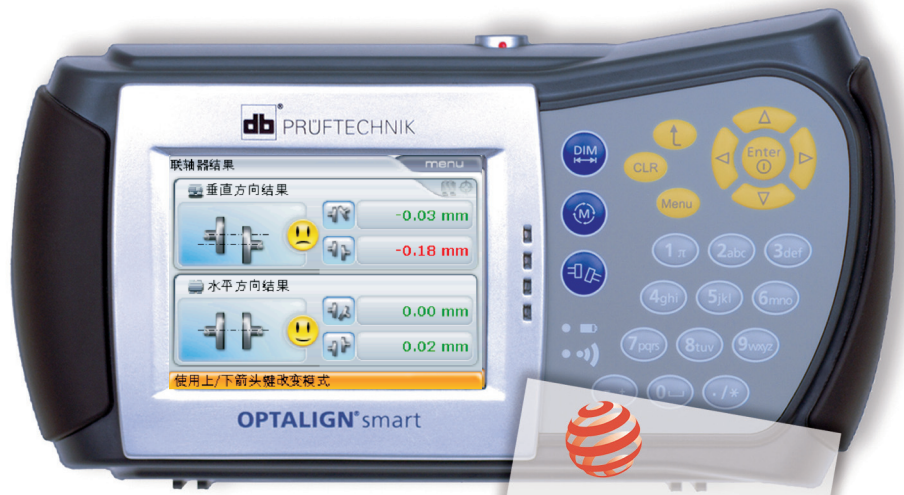 db® PRÜFTECHNIK
联轴器结果 menu
垂直方向结果
-0.03 mm
-0.18 mm
水平方向结果
0.00 mm
0.02 mm
使用上/下箭头键改变模式
OPTALIGN® smart
DIM
CLR
Enter
Menu
M
1 π 2abc 3def
4ghi 5jkl 6mno
7pqrs 8tuv 9wxyz
0 ./*